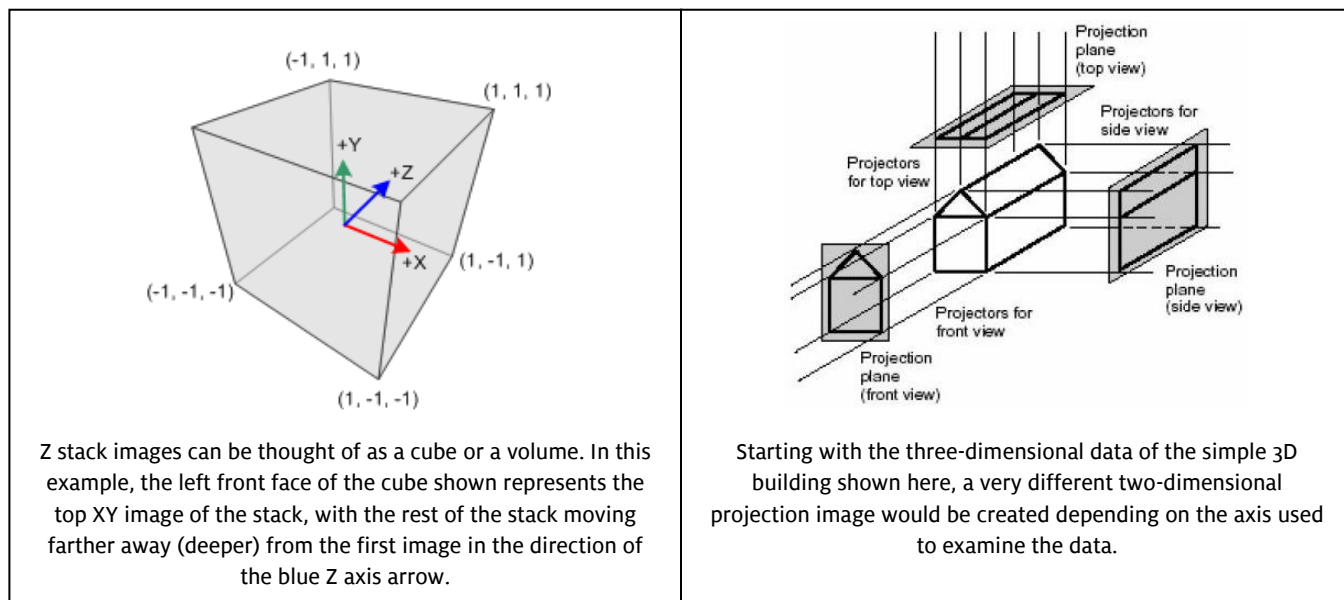 (-1, 1, 1)
(1, 1, 1)
+Y
+Z
+X
(1, -1, 1)
(-1, -1, -1)
(1, -1, -1)
Z stack images can be thought of as a cube or a volume. In this
example, the left front face of the cube shown represents the
top XY image of the stack, with the rest of the stack moving
farther away (deeper) from the first image in the direction of
the blue Z axis arrow.
Projection
plane
(top view)
Projectors for
side view
Projectors
for top view
Projection
plane
(side view)
Projectors for
front view
Projection
plane
(front view)
Starting with the three-dimensional data of the simple 3D
building shown here, a very different two-dimensional
projection image would be created depending on the axis used
to examine the data.